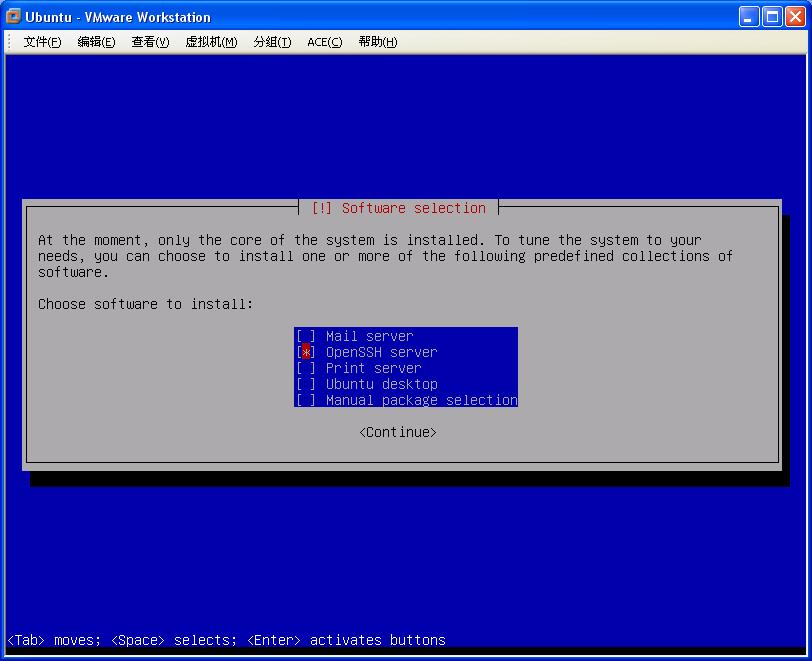 Ubuntu - VMware Workstation
文件(F) 编辑(E) 查看(V) 虚拟机(M) 分组(T) ACE(C) 帮助(H)
[!] Software selection
At the moment, only the core of the system is installed. To tune the system to your
needs, you can choose to install one or more of the following predefined collections of
software.
Choose software to install:
[ ] Mail server
[*] OpenSSH server
[ ] Print server
[ ] Ubuntu desktop
[ ] Manual package selection
<Continue>
<Tab> moves; <Space> selects; <Enter> activates buttons